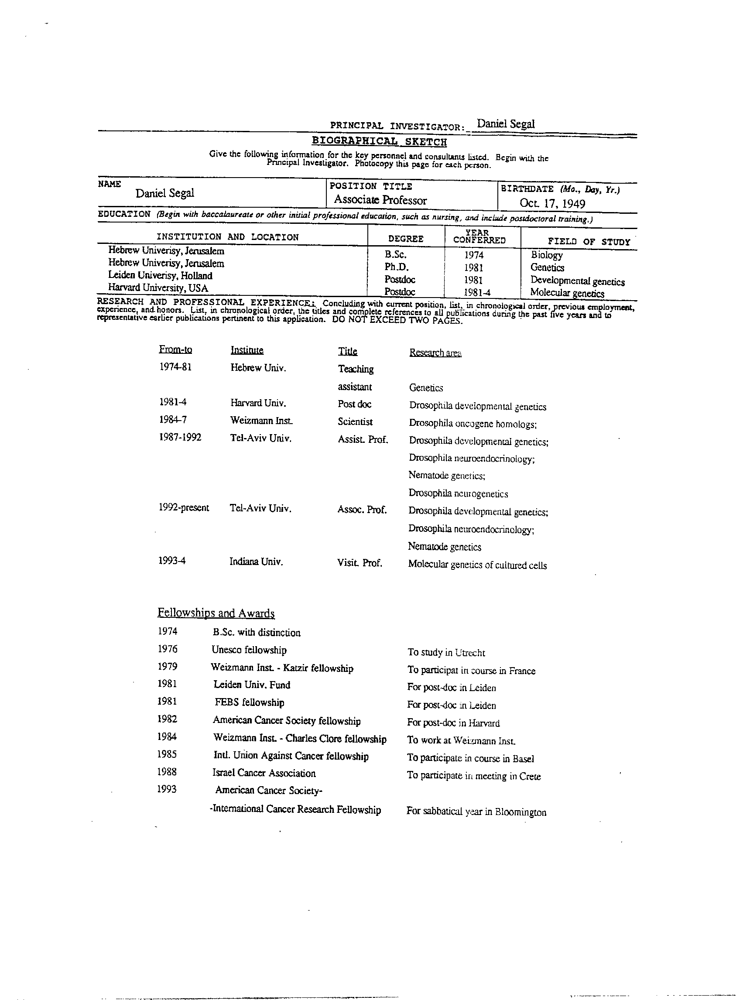 PRINCIPAL INVESTIGATOR: Daniel Segal
BIOGRAPHICAL SKETCH
Give the following information for the key personnel and consultants listed. Begin with the
Principal Investigator. Photocopy this page for each person.
NAME POSITION TITLE BIRTHDATE (Mo., Day, Yr.)
Daniel Segal Associate Professor Oct. 17, 1949
EDUCATION (Begin with baccalaureate or other initial professional education, such as nursing, and include postdoctoral training.)
INSTITUTION AND LOCATION DEGREE YEAR CONFERRED FIELD OF STUDY
Hebrew Univerisy, Jerusalem B.Sc. 1974 Biology
Hebrew Univerisy, Jerusalem Ph.D. 1981 Genetics
Leiden Univerisy, Holland Postdoc 1981 Developmental genetics
Harvard University, USA Postdoc 1981-4 Molecular genetics
RESEARCH AND PROFESSIONAL EXPERIENCE: Concluding with current position, list, in chronological order, previous employment,
experience, and honors. List, in chronological order, the titles and complete references to all publications during the past five years and to
representative earlier publications pertinent to this application. DO NOT EXCEED TWO PAGES.
From-to Institute Title Research area
1974-81 Hebrew Univ. Teaching
assistant Genetics
1981-4 Harvard Univ. Post doc Drosophila developmental genetics
1984-7 Weizmann Inst. Scientist Drosophila oncogene homologs;
1987-1992 Tel-Aviv Univ. Assist. Prof. Drosophila developmental genetics;
Drosophila neuroendocrinology;
Nematode genetics;
Drosophila neurogenetics
1992-present Tel-Aviv Univ. Assoc. Prof. Drosophila developmental genetics;
Drosophila neuroendocrinology;
Nematode genetics
1993-4 Indiana Univ. Visit. Prof. Molecular genetics of cultured cells
Fellowships and Awards
1974 B.Sc. with distinction
1976 Unesco fellowship To study in Utrecht
1979 Weizmann Inst. - Katzir fellowship To participat in course in France
1981 Leiden Univ. Fund For post-doc in Leiden
1981 FEBS fellowship For post-doc in Leiden
1982 American Cancer Society fellowship For post-doc in Harvard
1984 Weizmann Inst. - Charles Clore fellowship To work at Weizmann Inst.
1985 Intl. Union Against Cancer fellowship To participate in course in Basel
1988 Israel Cancer Association To participate in meeting in Crete
1993 American Cancer Society-
-International Cancer Research Fellowship For sabbatical year in Bloomington